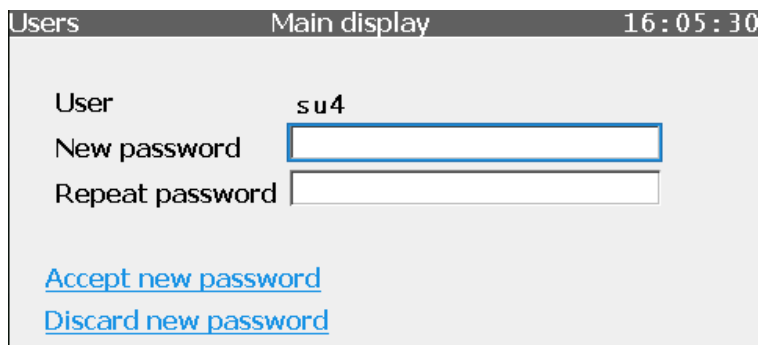 Users Main display 16:05:30
User su4
New password
Repeat password
Accept new password
Discard new password